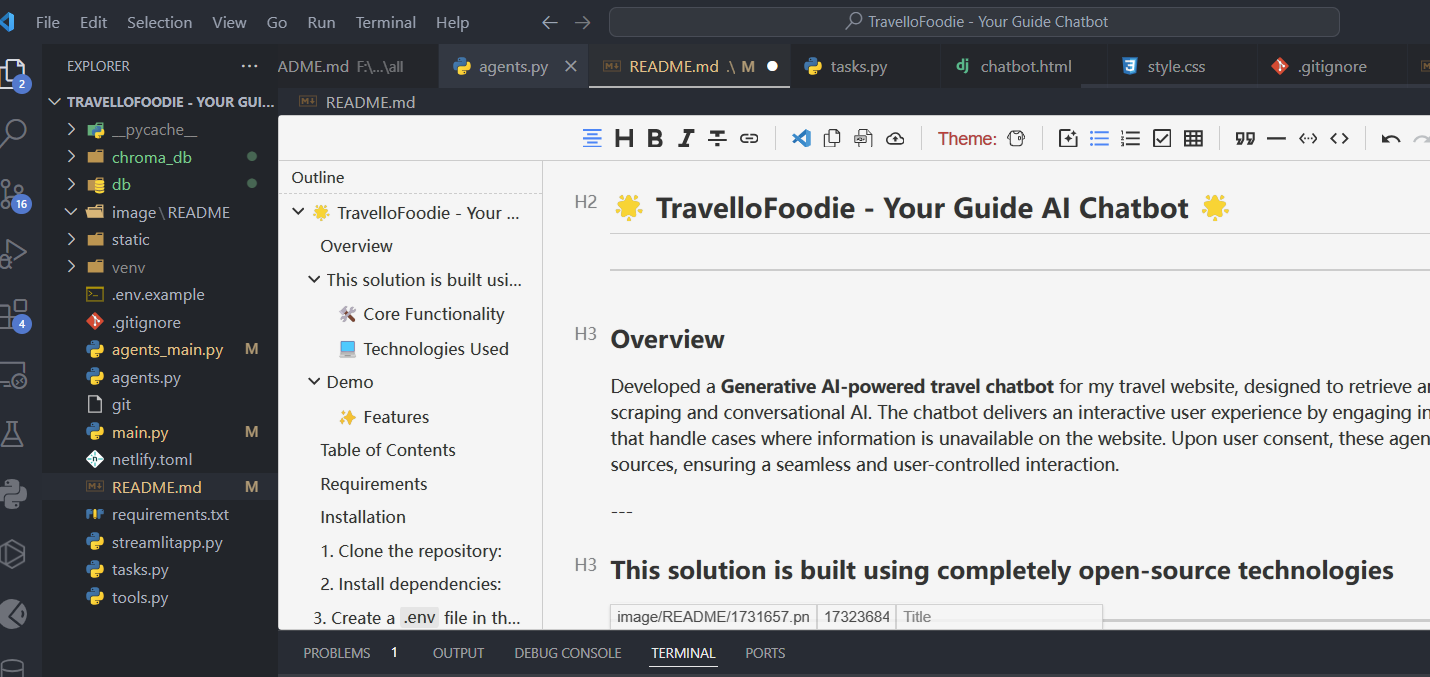 File Edit Selection View Go Run Terminal Help
TravelloFoodie - Your Guide Chatbot
EXPLORER
ADME.md F:\...\all
agents.py
README.md .\ M
tasks.py
chatbot.html
style.css
.gitignore
TRAVELLOFOODIE - YOUR GUI...
README.md
__pycache__
chroma_db
db
image\README
static
venv
.env.example
.gitignore
agents_main.py M
agents.py
git
main.py M
netlify.toml
README.md M
requirements.txt
streamlitapp.py
tasks.py
tools.py
2
16
4
H B I Theme:
Outline
TravelloFoodie - Your ...
Overview
This solution is built usi...
Core Functionality
Technologies Used
Demo
Features
Table of Contents
Requirements
Installation
1. Clone the repository:
2. Install dependencies:
3. Create a .env file in th...
H2 TravelloFoodie - Your Guide AI Chatbot
H3 Overview
Developed a Generative AI-powered travel chatbot for my travel website, designed to retrieve
scraping and conversational AI. The chatbot delivers an interactive user experience by engaging in
that handle cases where information is unavailable on the website. Upon user consent, these agen
sources, ensuring a seamless and user-controlled interaction.
---
H3 This solution is built using completely open-source technologies
image/README/1731657.pn 17323684 Title
PROBLEMS 1 OUTPUT DEBUG CONSOLE TERMINAL PORTS